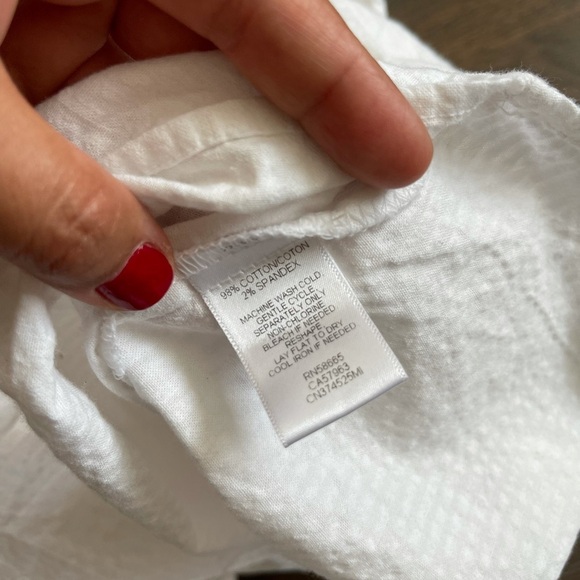 98% COTTON/COTON
2% SPANDEX
MACHINE WASH COLD
GENTLE CYCLE
SEPARATELY ONLY
NON-CHLORINE
BLEACH IF NEEDED
RESHAPE
LAY FLAT TO DRY
COOL IRON IF NEEDED
RN58665
CA57963
CN374525MI